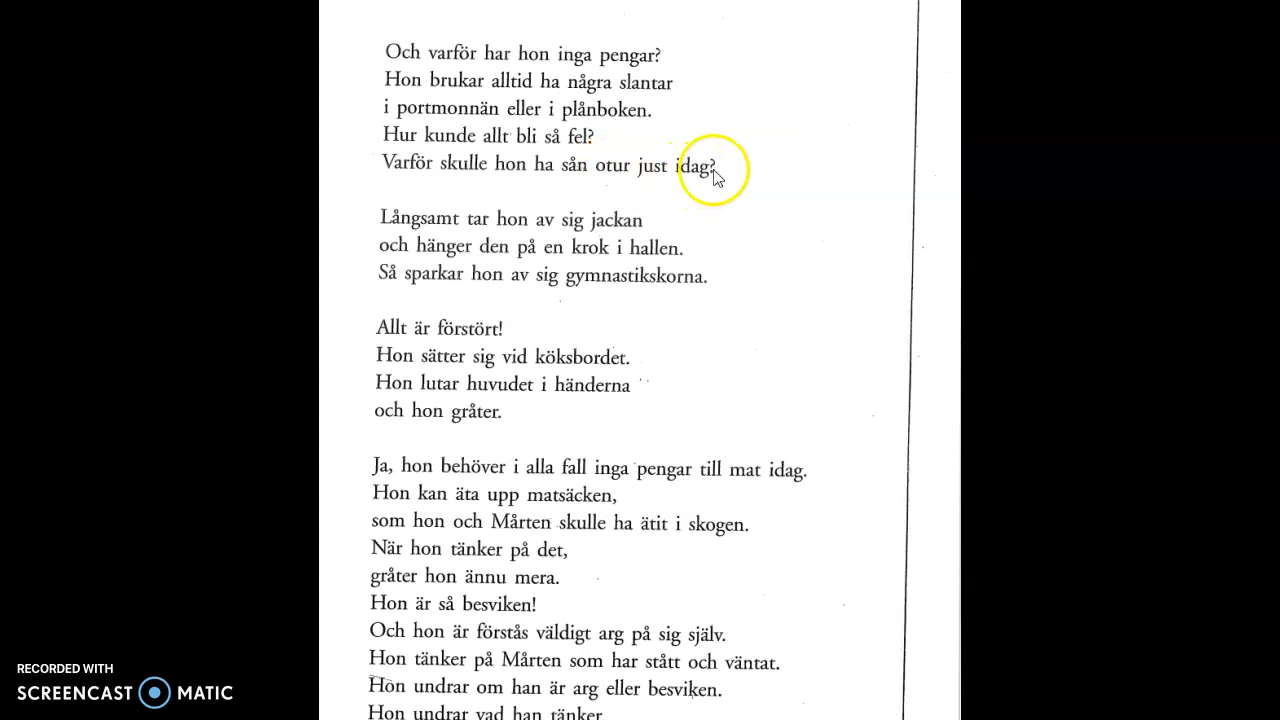 Och varför har hon inga pengar?
Hon brukar alltid ha några slantar
i portmonnän eller i plånboken.
Hur kunde allt bli så fel?
Varför skulle hon ha sån otur just idag?
Långsamt tar hon av sig jackan
och hänger den på en krok i hallen.
Så sparkar hon av sig gymnastikskorna.
Allt är förstört!
Hon sätter sig vid köksbordet.
Hon lutar huvudet i händerna
och hon gråter.
Ja, hon behöver i alla fall inga pengar till mat idag.
Hon kan äta upp matsäcken,
som hon och Mårten skulle ha ätit i skogen.
När hon tänker på det,
gråter hon ännu mera.
Hon är så besviken!
Och hon är förstås väldigt arg på sig själv.
Hon tänker på Mårten som har stått och väntat.
Hon undrar om han är arg eller besviken.
Hon undrar vad han tänker.
RECORDED WITH
SCREENCAST MATIC